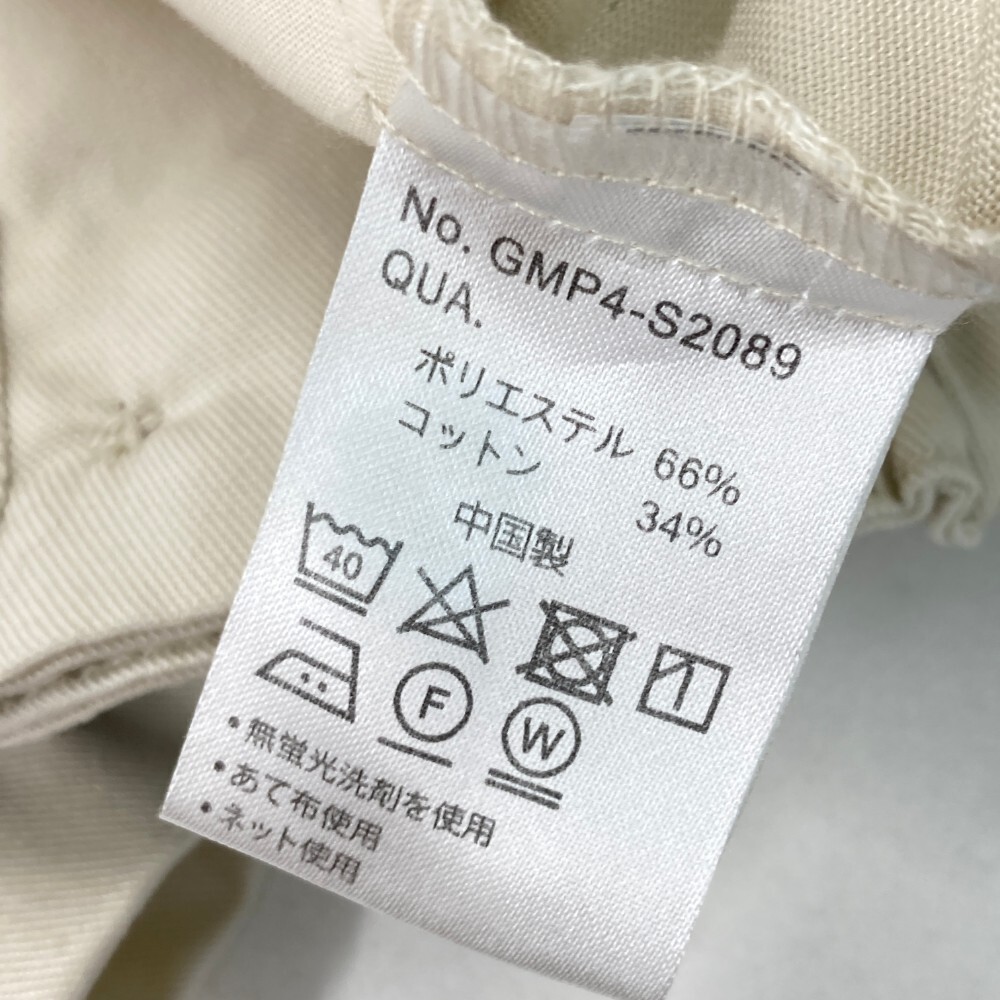 No. GMP4-S2089
QUA.
ポリエステル 66%
コットン 34%
中国製
40
F
W
•無蛍光洗剤を使用
•あて布使用
•ネット使用